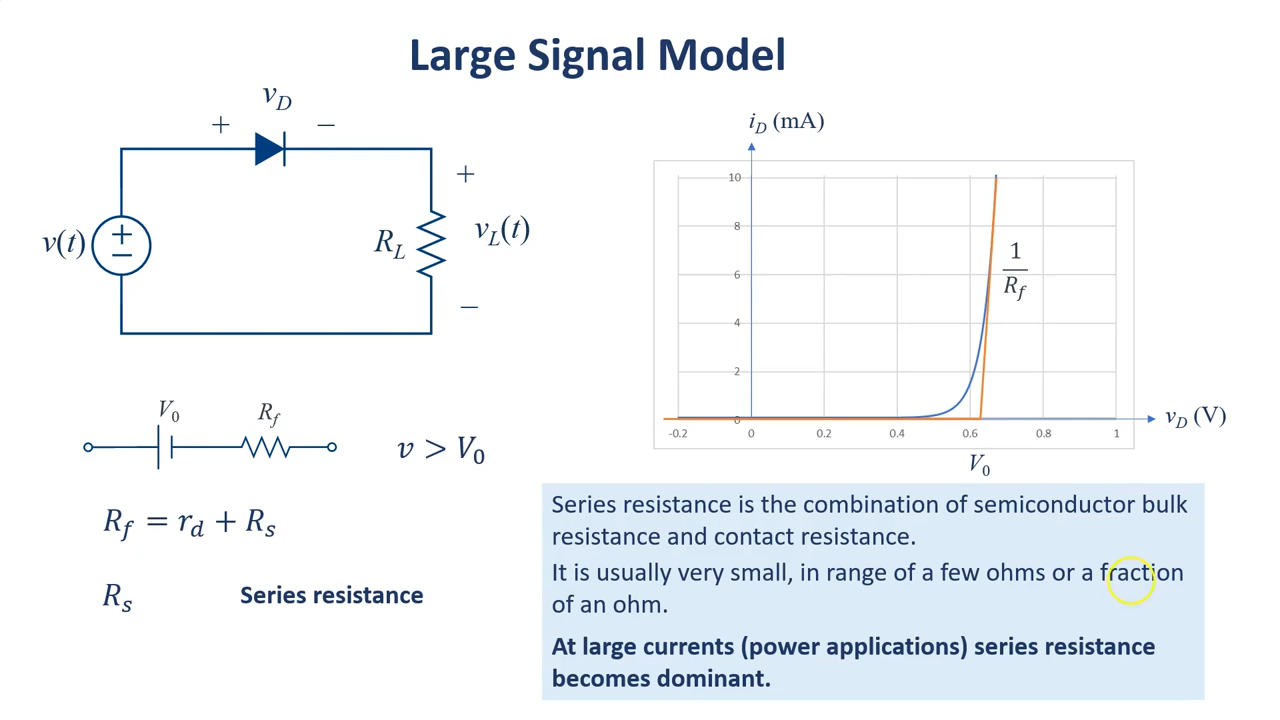 Large Signal Model
v_D
+ −
v(t)
+
−
R_L
+
v_L(t)
−
i_D (mA)
10
8
6
4
2
0
-0.2 0 0.2 0.4 0.6 0.8 1
1
R_f
v_D (V)
V_0
V_0 R_f
v > V_0
R_f = r_d + R_s
R_s Series resistance
Series resistance is the combination of semiconductor bulk
resistance and contact resistance.
It is usually very small, in range of a few ohms or a fraction
of an ohm.
At large currents (power applications) series resistance
becomes dominant.